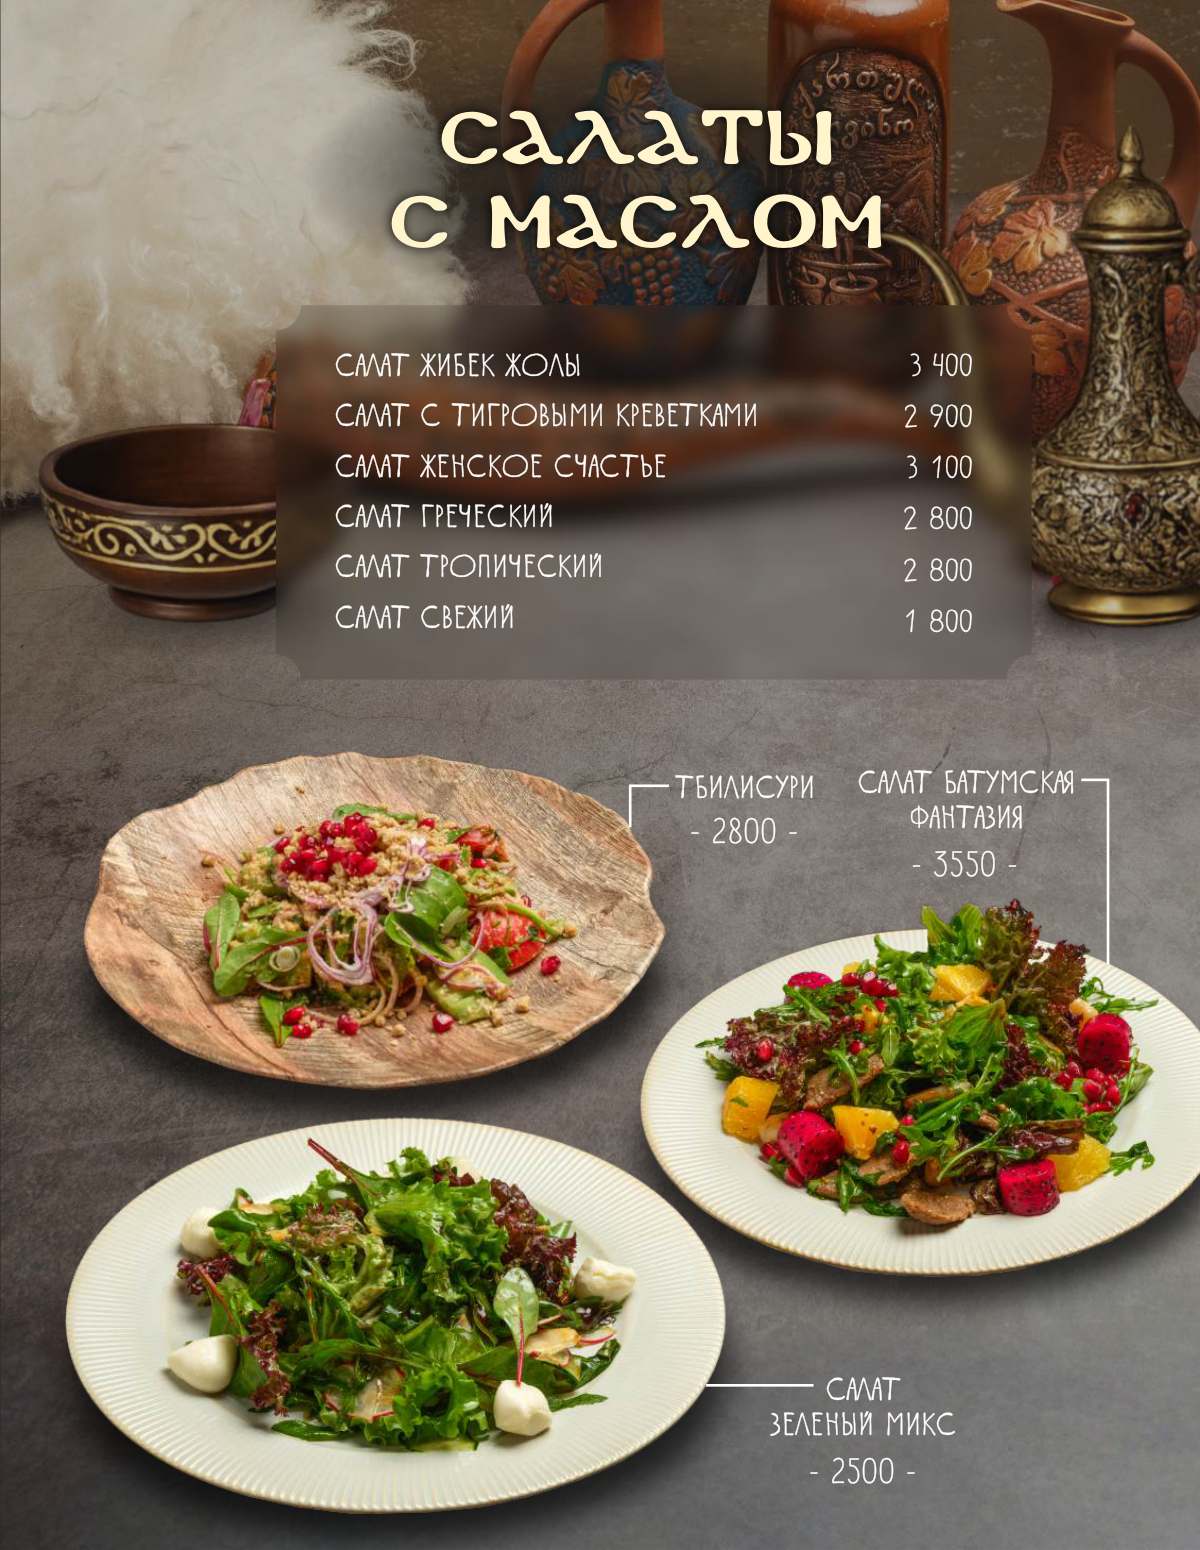 ქართული
ღვინო
САЛАТЫ
С МАСЛОМ
САЛАТ ЖИБЕК ЖОЛЫ 3 400
САЛАТ С ТИГРОВЫМИ КРЕВЕТКАМИ 2 900
САЛАТ ЖЕНСКОЕ СЧАСТЬЕ 3 100
САЛАТ ГРЕЧЕСКИЙ 2 800
САЛАТ ТРОПИЧЕСКИЙ 2 800
САЛАТ СВЕЖИЙ 1 800
ТБИЛИСУРИ
- 2800 -
САЛАТ БАТУМСКАЯ
ФАНТАЗИЯ
- 3550 -
САЛАТ
ЗЕЛЕНЫЙ МИКС
- 2500 -